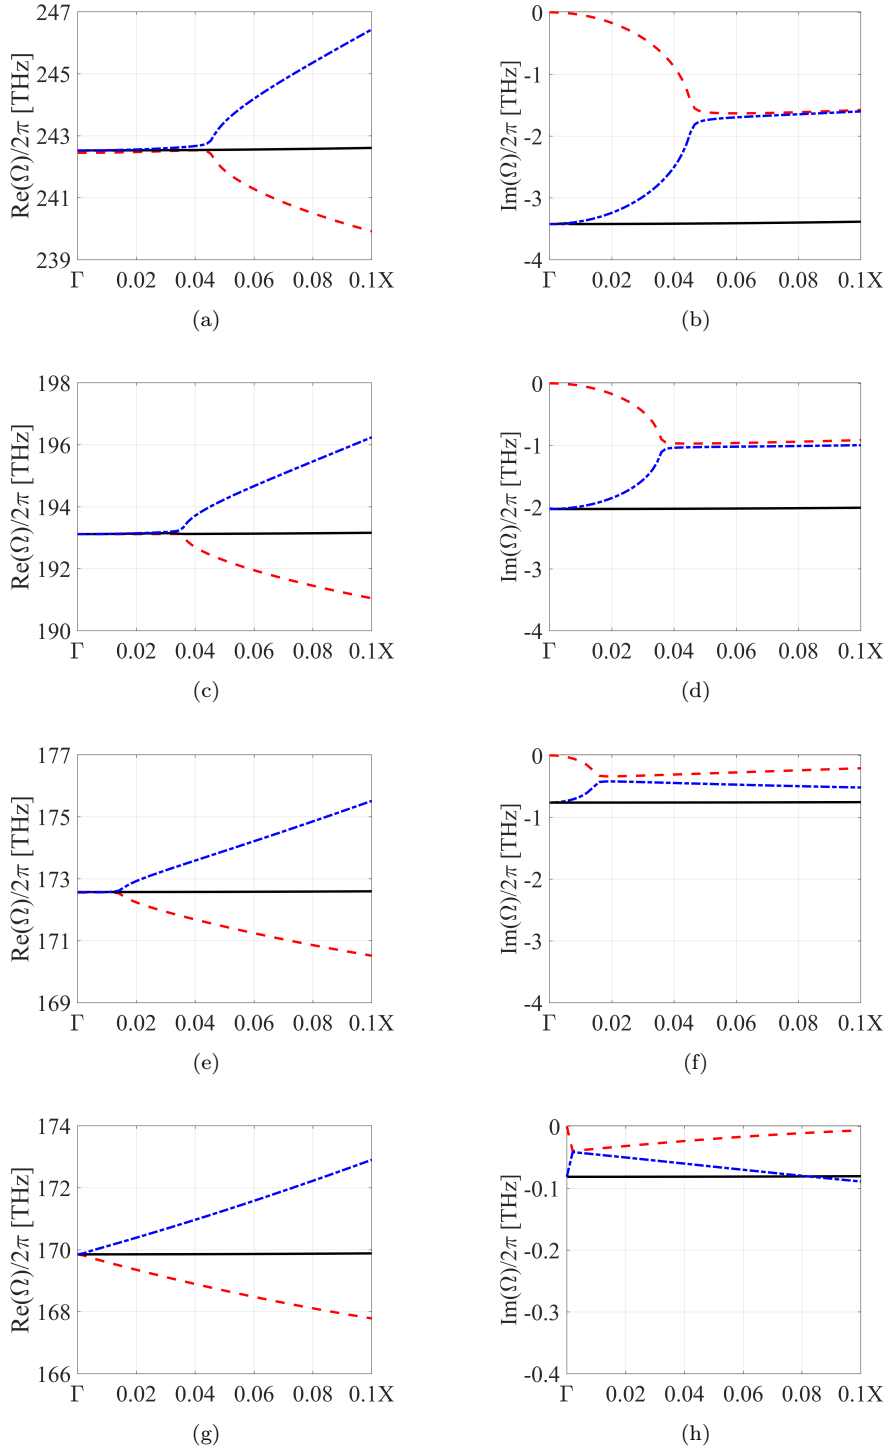 247
245
243
241
239
Re(Ω)/2π [THz]
Γ 0.02 0.04 0.06 0.08 0.1X
(a)
0
-1
-2
-3
-4
Im(Ω)/2π [THz]
Γ 0.02 0.04 0.06 0.08 0.1X
(b)
198
196
194
192
190
Re(Ω)/2π [THz]
Γ 0.02 0.04 0.06 0.08 0.1X
(c)
0
-1
-2
-3
-4
Im(Ω)/2π [THz]
Γ 0.02 0.04 0.06 0.08 0.1X
(d)
177
175
173
171
169
Re(Ω)/2π [THz]
Γ 0.02 0.04 0.06 0.08 0.1X
(e)
0
-1
-2
-3
-4
Im(Ω)/2π [THz]
Γ 0.02 0.04 0.06 0.08 0.1X
(f)
174
172
170
168
166
Re(Ω)/2π [THz]
Γ 0.02 0.04 0.06 0.08 0.1X
(g)
0
-0.1
-0.2
-0.3
-0.4
Im(Ω)/2π [THz]
Γ 0.02 0.04 0.06 0.08 0.1X
(h)